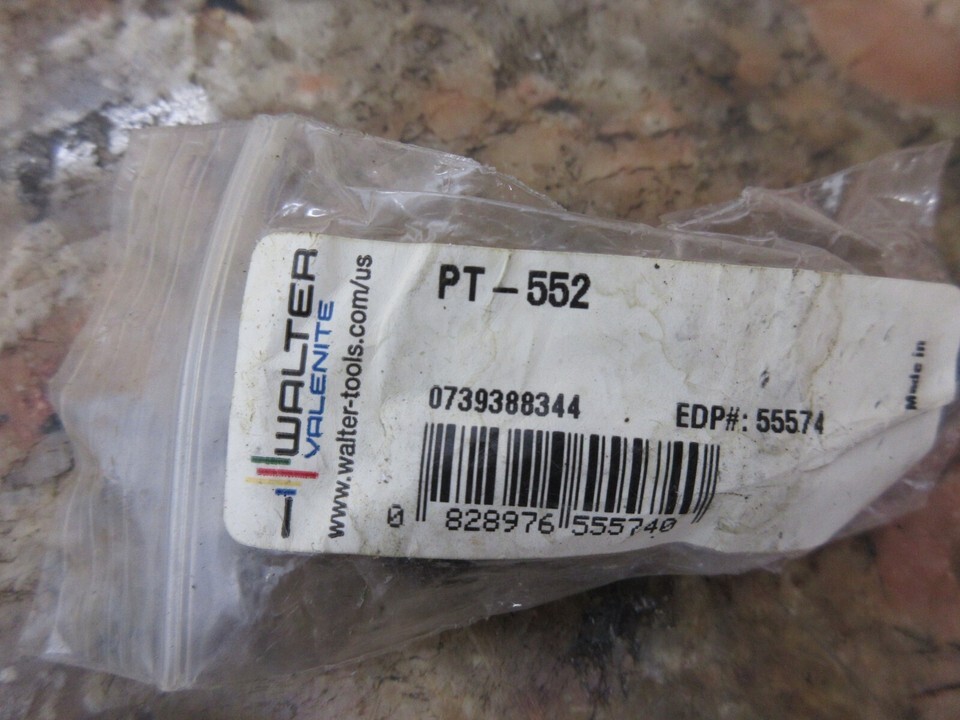 WALTER
VALENITE
www.walter-tools.com/us
PT-552
0739388344
EDP#: 55574
0 828976 555740
Made in